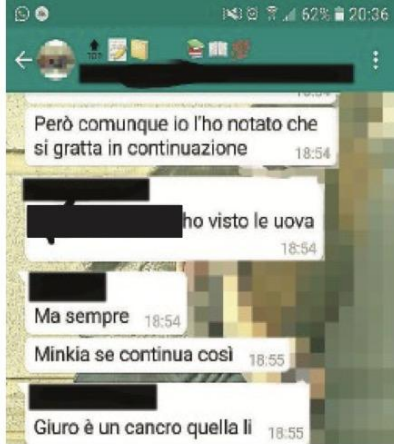 62% 20:36
TOP
Però comunque io l'ho notato che
si gratta in continuazione 18:54
ho visto le uova
18:54
Ma sempre 18:54
Minkia se continua così 18:55
Giuro è un cancro quella li 18:55